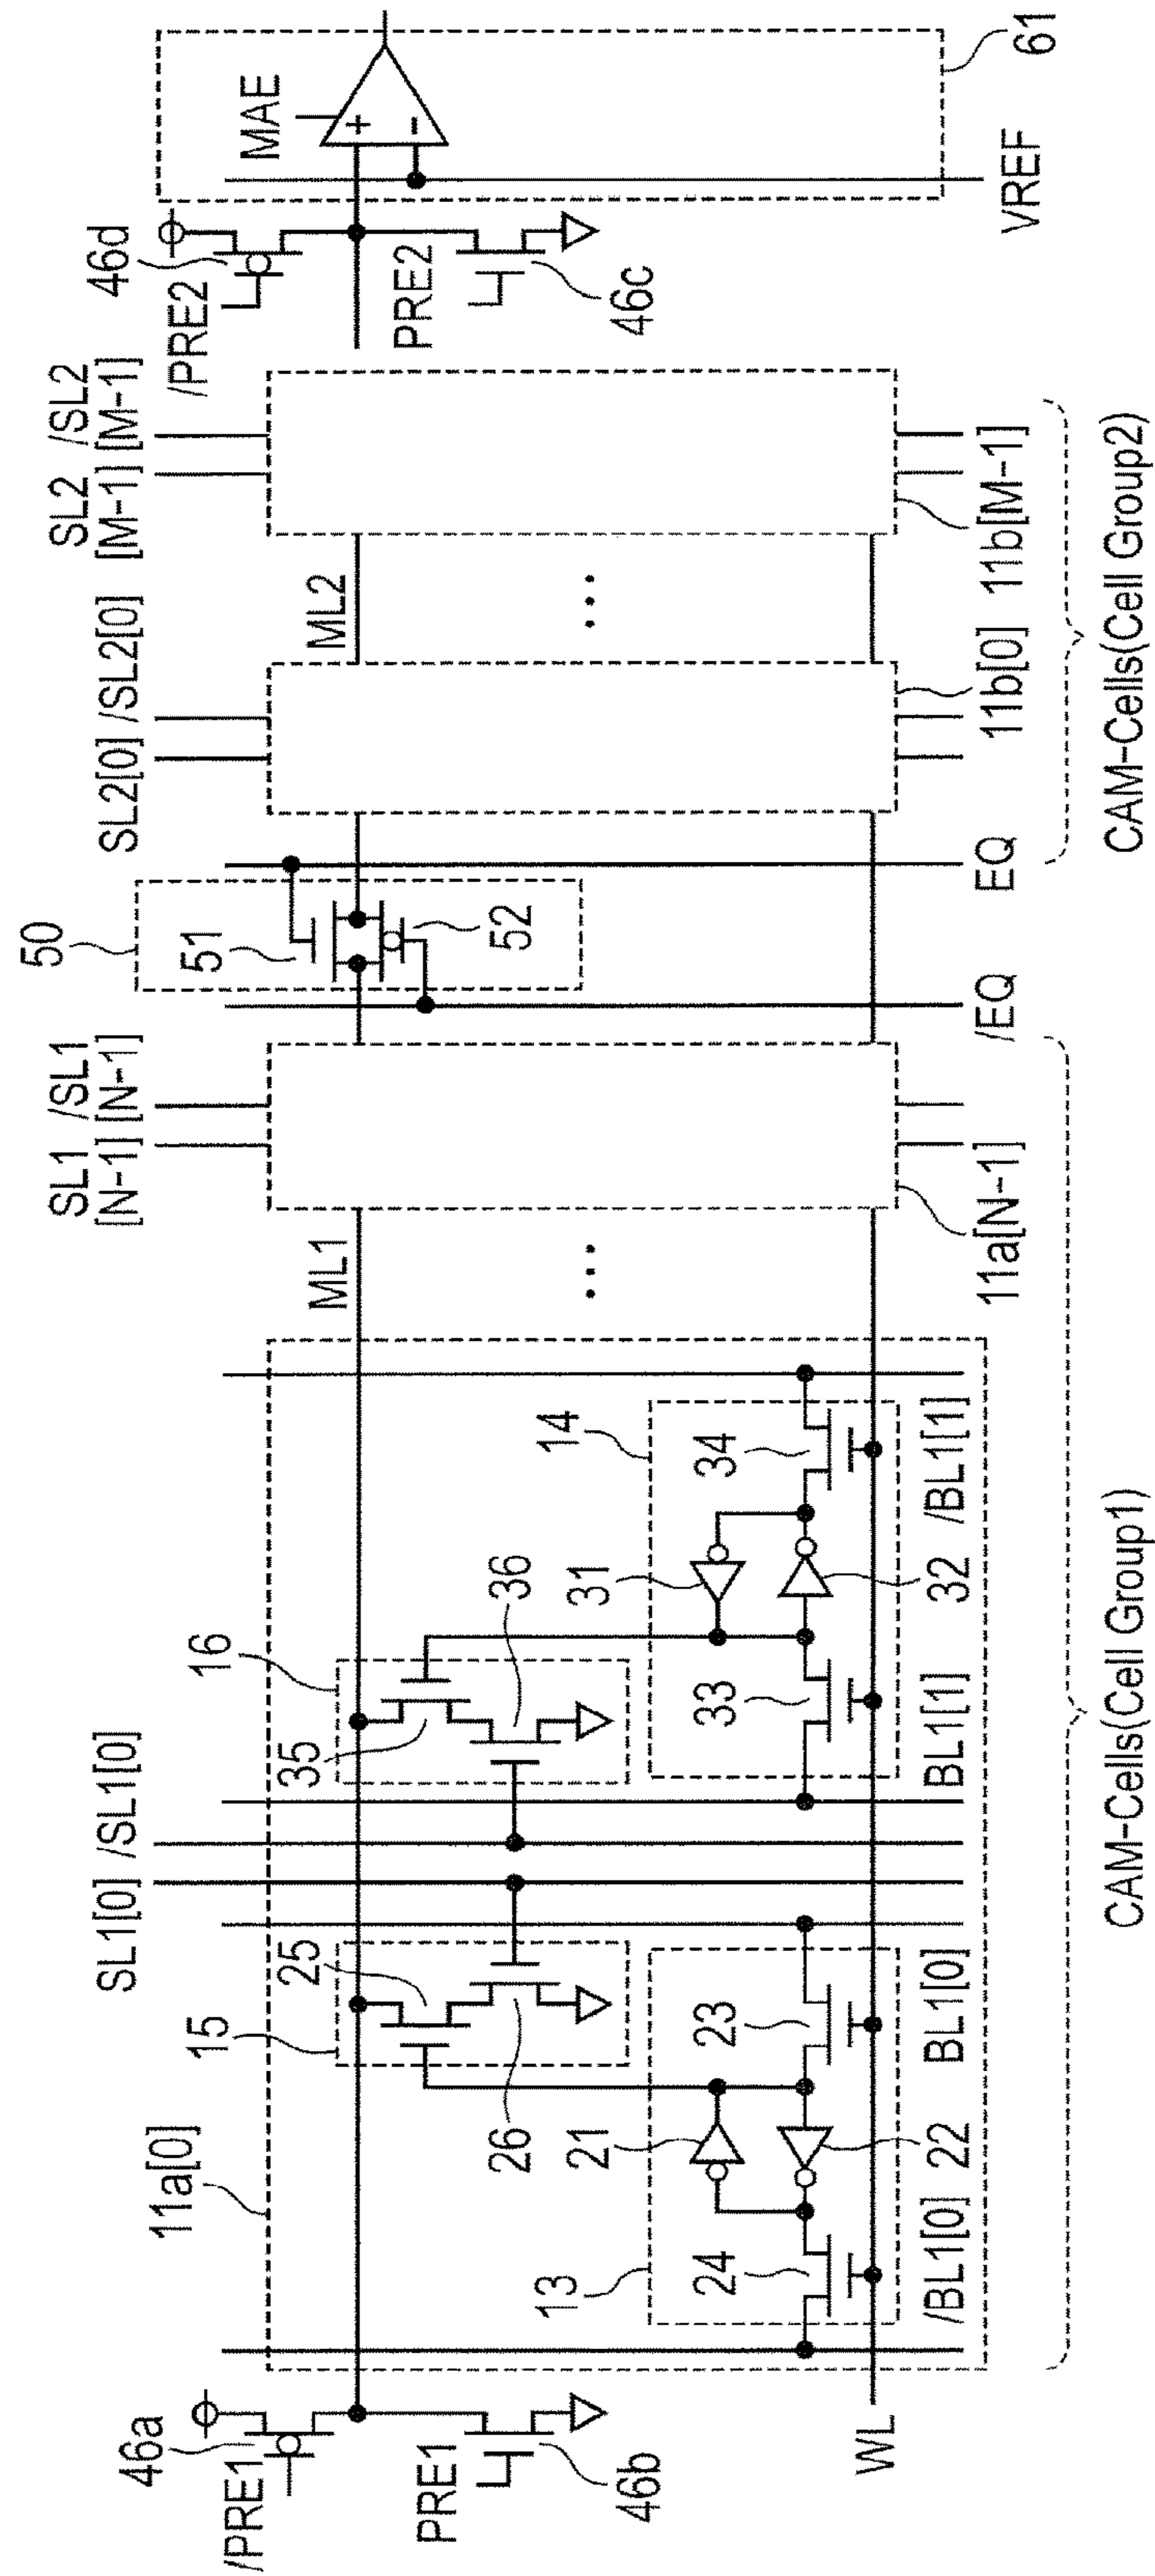 46a
/PRE1
PRE1
46b
WL
11a[0]
15
25
26
21
23
13
24
22
/BL1[0]
BL1[0]
SL1[0]
/SL1[0]
16
35
36
31
14
33
34
32
BL1[1]
/BL1[1]
ML1
...
SL1
[N-1]
/SL1
[N-1]
11a[N-1]
CAM-Cells(Cell Group1)
50
51
52
/EQ
EQ
SL2[0]
/SL2[0]
ML2
...
SL2
[M-1]
/SL2
[M-1]
11b[0]
11b[M-1]
CAM-Cells(Cell Group2)
/PRE2
46d
PRE2
46c
MAE
+
-
VREF
61